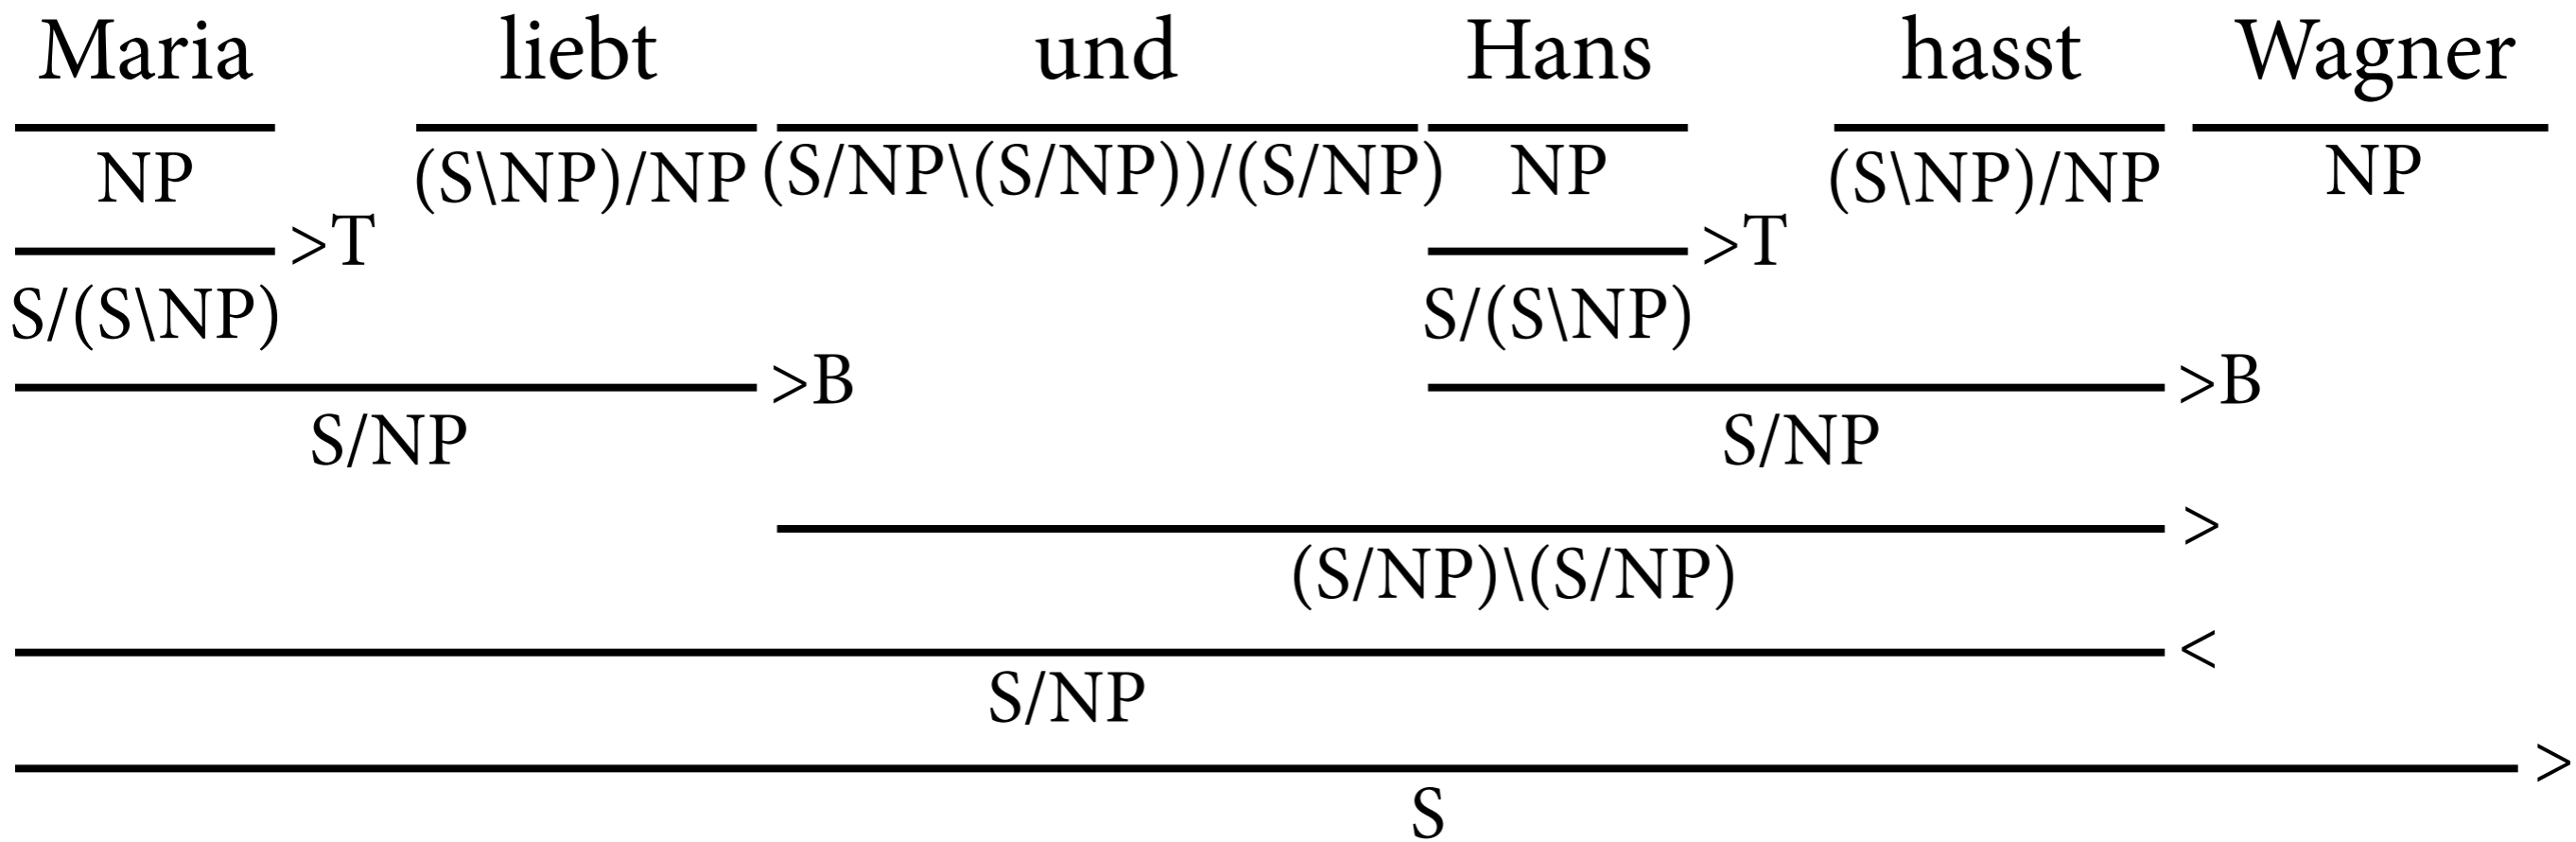 Maria liebt und Hans hasst Wagner
NP (S\NP)/NP (S/NP\(S/NP))/(S/NP) NP (S\NP)/NP NP
>T >T
S/(S\NP) S/(S\NP)
>B >B
S/NP S/NP
>
(S/NP)\(S/NP)
<
S/NP
>
S